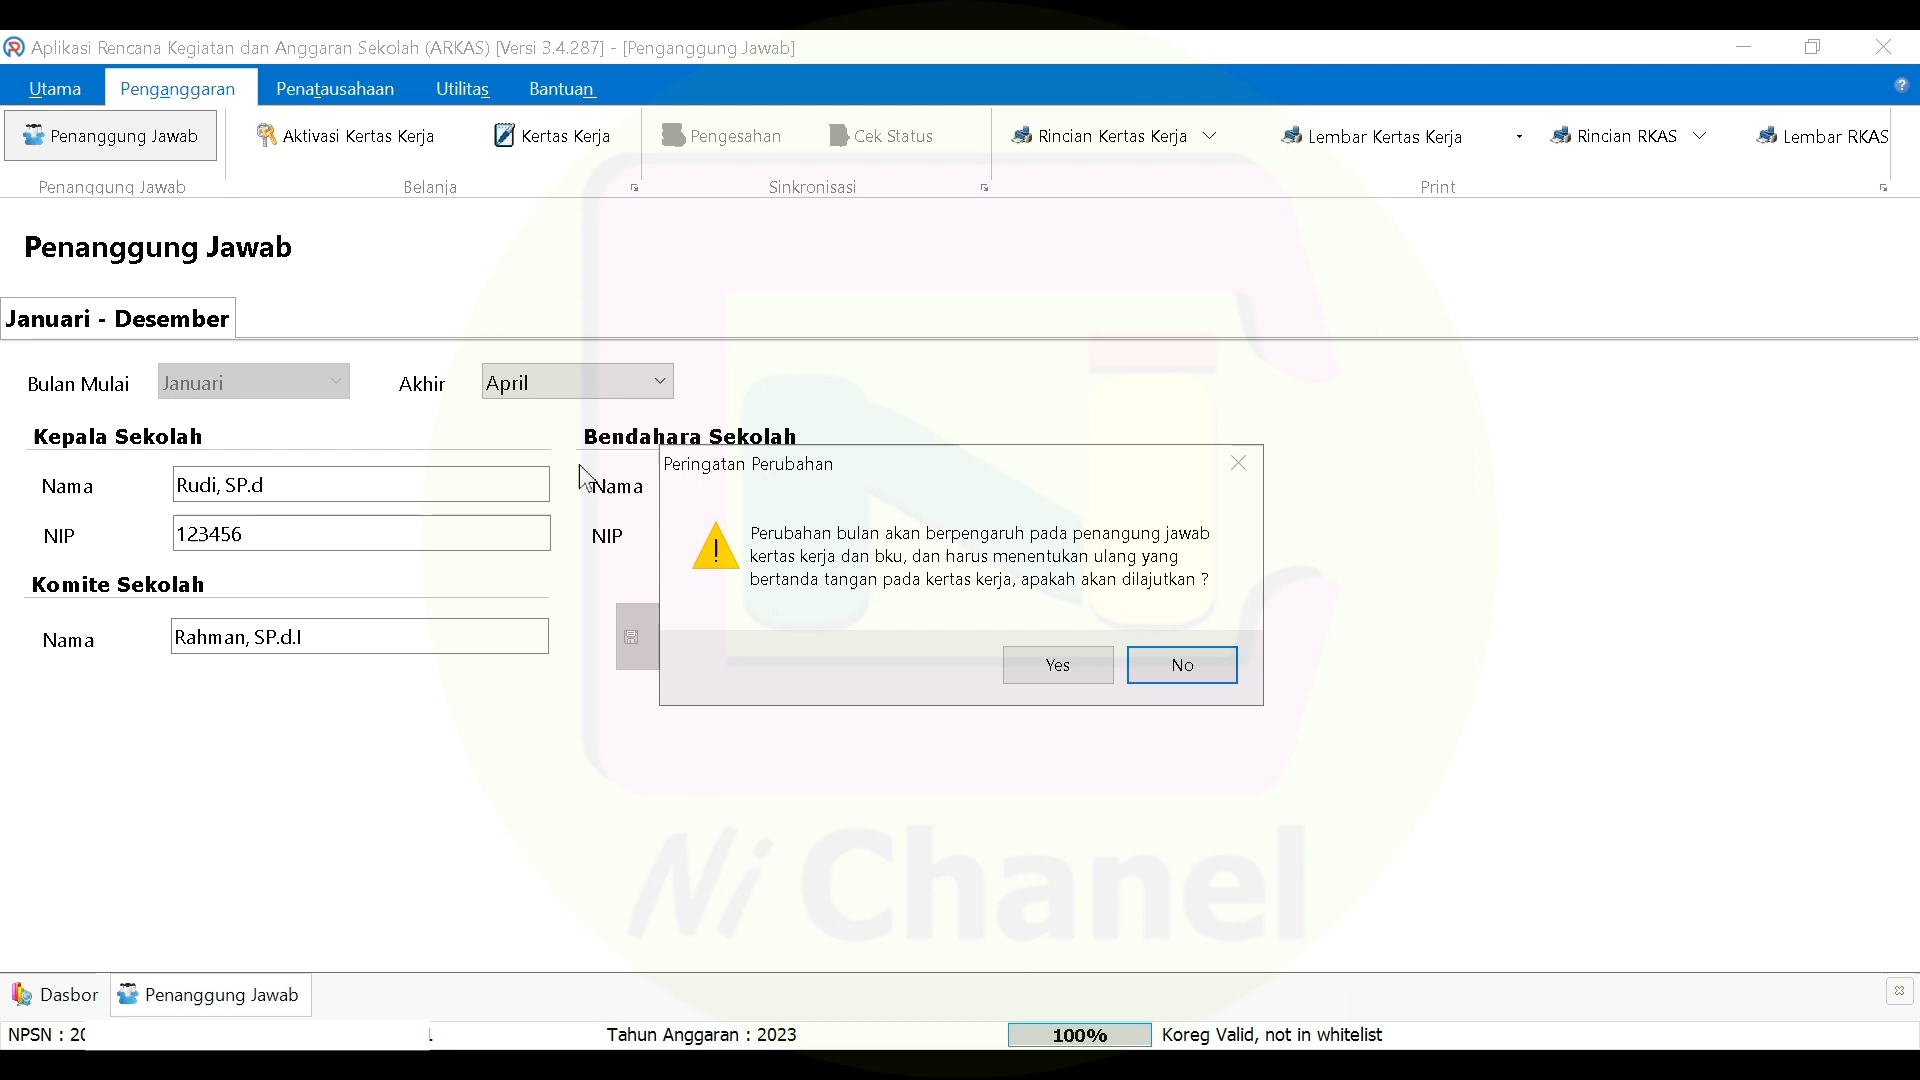 Aplikasi Rencana Kegiatan dan Anggaran Sekolah (ARKAS) [Versi 3.4.287] - [Penganggung Jawab]
Utama Penganggaran Penatausahaan Utilitas Bantuan
Penanggung Jawab Aktivasi Kertas Kerja Kertas Kerja Pengesahan Cek Status Rincian Kertas Kerja Lembar Kertas Kerja Rincian RKAS Lembar RKAS
Penanggung Jawab Belanja Sinkronisasi Print
Penanggung Jawab
Januari - Desember
Bulan Mulai Januari Akhir April
Kepala Sekolah Bendahara Sekolah
Nama Rudi, SP.d Nama
NIP 123456 NIP
Komite Sekolah
Nama Rahman, SP.d.I
Peringatan Perubahan
Perubahan bulan akan berpengaruh pada penangung jawab
kertas kerja dan bku, dan harus menentukan ulang yang
bertanda tangan pada kertas kerja, apakah akan dilajutkan ?
Yes No
Ni Chanel
Dasbor Penanggung Jawab
NPSN : 20 Tahun Anggaran : 2023 100% Koreg Valid, not in whitelist